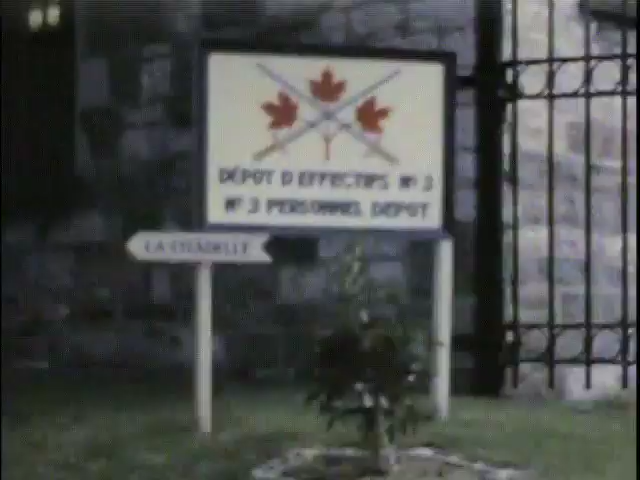 DÉPOT D'EFFECTIFS Nº 3
Nº 3 PERSONNEL DEPOT
LA CITADELLE